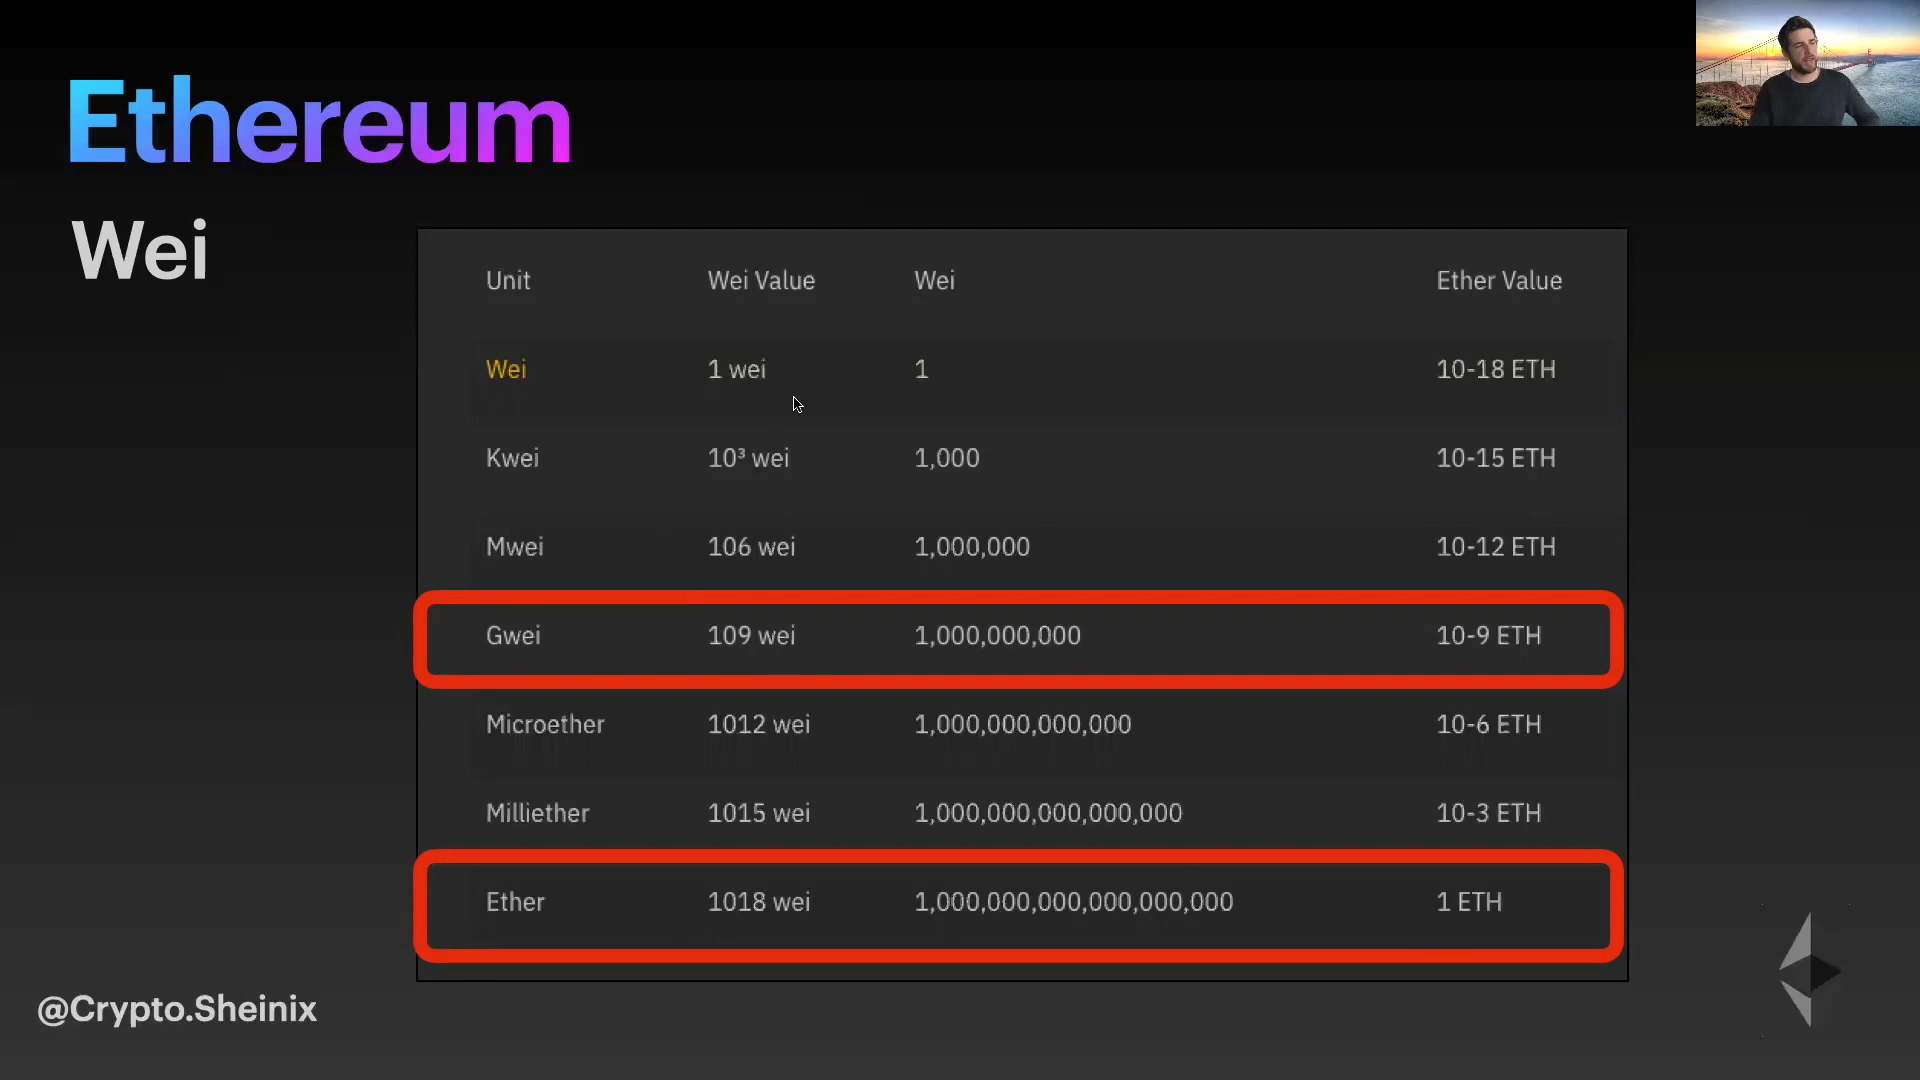 Ethereum
Wei
Unit Wei Value Wei Ether Value
Wei 1 wei 1 10-18 ETH
Kwei 10³ wei 1,000 10-15 ETH
Mwei 106 wei 1,000,000 10-12 ETH
Gwei 109 wei 1,000,000,000 10-9 ETH
Microether 1012 wei 1,000,000,000,000 10-6 ETH
Milliether 1015 wei 1,000,000,000,000,000 10-3 ETH
Ether 1018 wei 1,000,000,000,000,000,000 1 ETH
@Crypto.Sheinix